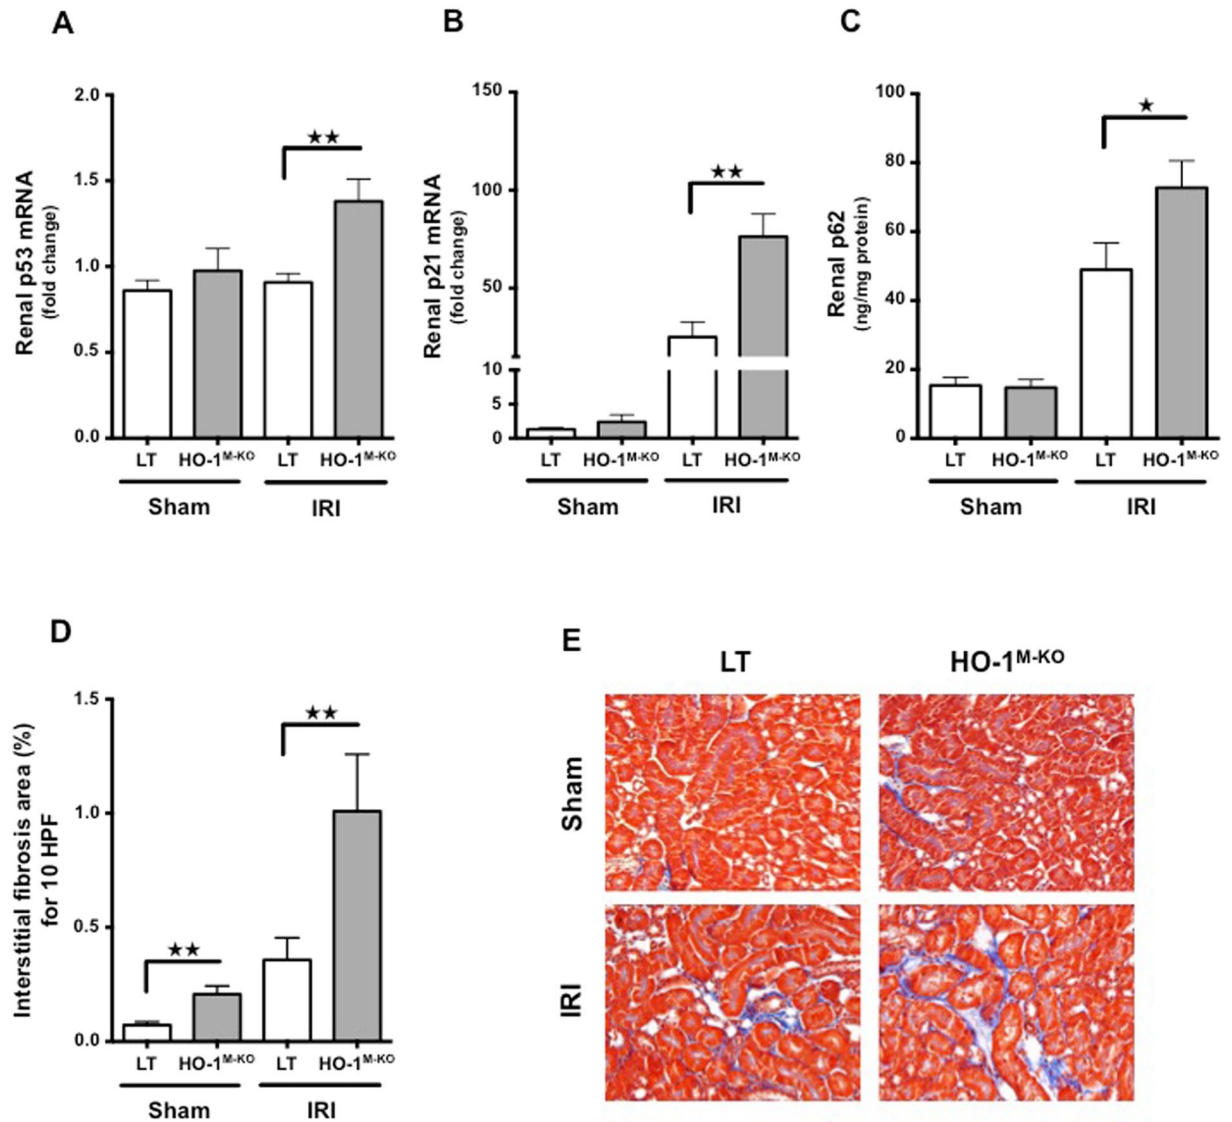 A
Renal p53 mRNA
(fold change)
2.0
1.5
1.0
0.5
0.0
★★
LT HO-1M-KO LT HO-1M-KO
Sham IRI
B
Renal p21 mRNA
(fold change)
150
100
50
10
5
0
★★
LT HO-1M-KO LT HO-1M-KO
Sham IRI
C
Renal p62
(ng/mg protein)
100
80
60
40
20
0
★
LT HO-1M-KO LT HO-1M-KO
Sham IRI
D
Interstitial fibrosis area (%)
for 10 HPF
1.5
1.0
0.5
0.0
★★
★★
LT HO-1M-KO LT HO-1M-KO
Sham IRI
E
LT HO-1M-KO
Sham
IRI